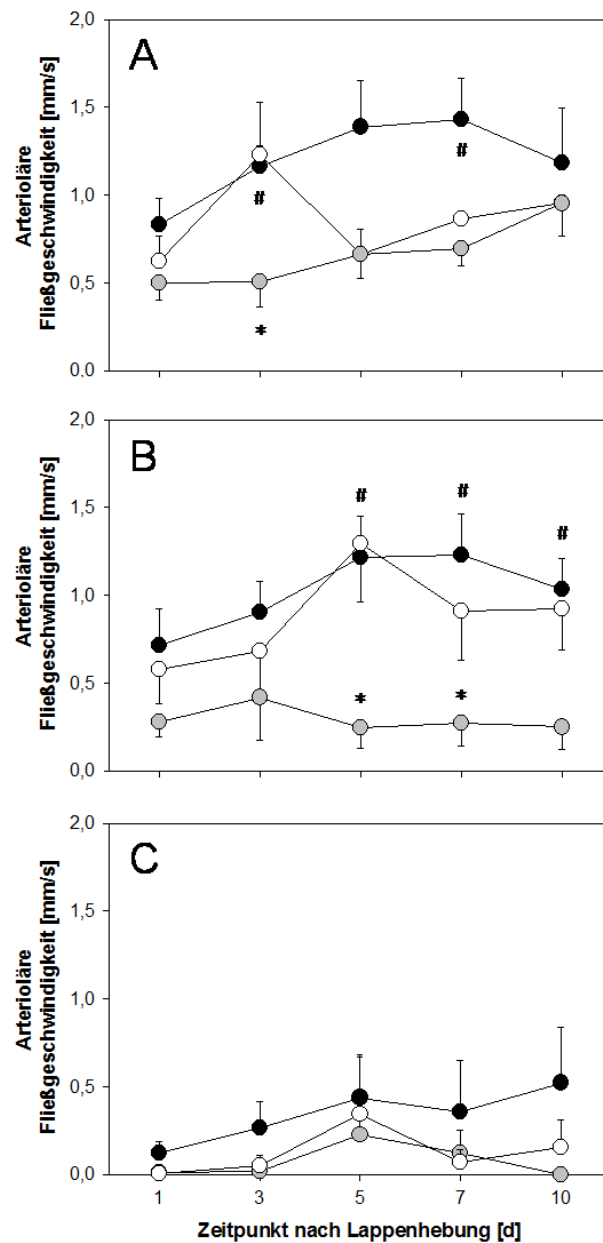 A
2,0
1,5
1,0
0,5
0,0
Arterioläre
Fließgeschwindigkeit [mm/s]
#
#
*
B
2,0
1,5
1,0
0,5
0,0
Arterioläre
Fließgeschwindigkeit [mm/s]
#
#
#
*
*
C
2,0
1,5
1,0
0,5
0,0
Arterioläre
Fließgeschwindigkeit [mm/s]
1 3 5 7 10
Zeitpunkt nach Lappenhebung [d]